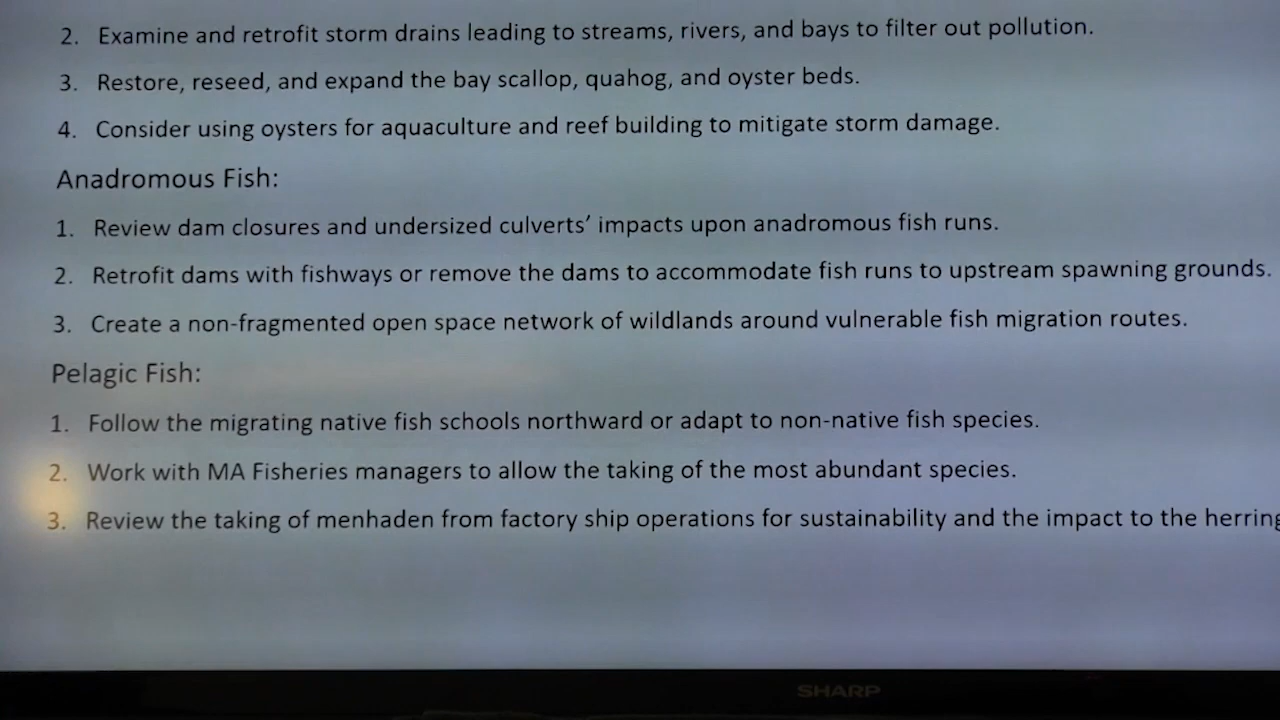 2. Examine and retrofit storm drains leading to streams, rivers, and bays to filter out pollution.
3. Restore, reseed, and expand the bay scallop, quahog, and oyster beds.
4. Consider using oysters for aquaculture and reef building to mitigate storm damage.
Anadromous Fish:
1. Review dam closures and undersized culverts’ impacts upon anadromous fish runs.
2. Retrofit dams with fishways or remove the dams to accommodate fish runs to upstream spawning grounds.
3. Create a non-fragmented open space network of wildlands around vulnerable fish migration routes.
Pelagic Fish:
1. Follow the migrating native fish schools northward or adapt to non-native fish species.
2. Work with MA Fisheries managers to allow the taking of the most abundant species.
3. Review the taking of menhaden from factory ship operations for sustainability and the impact to the herring
SHARP